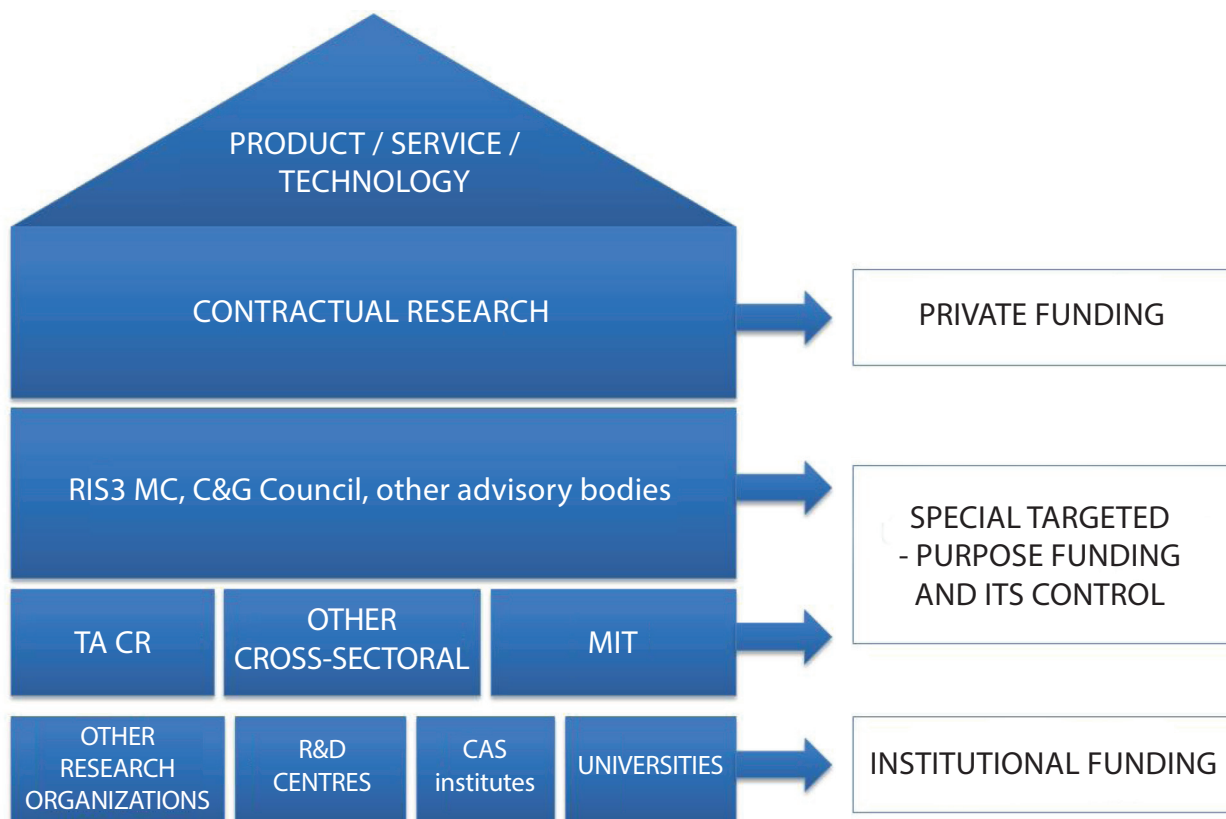 PRODUCT / SERVICE /
TECHNOLOGY
CONTRACTUAL RESEARCH
PRIVATE FUNDING
RIS3 MC, C&G Council, other advisory bodies
SPECIAL TARGETED
- PURPOSE FUNDING
AND ITS CONTROL
TA CR
OTHER
CROSS-SECTORAL
MIT
OTHER
RESEARCH
ORGANIZATIONS
R&D
CENTRES
CAS
institutes
UNIVERSITIES
INSTITUTIONAL FUNDING